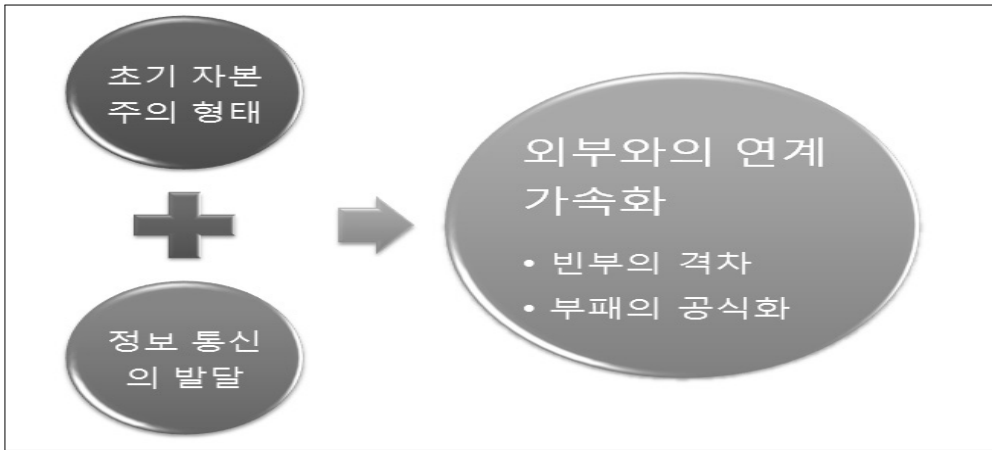 초기 자본
주의 형태
정보 통신
의 발달
외부와의 연계
가속화
• 빈부의 격차
• 부패의 공식화